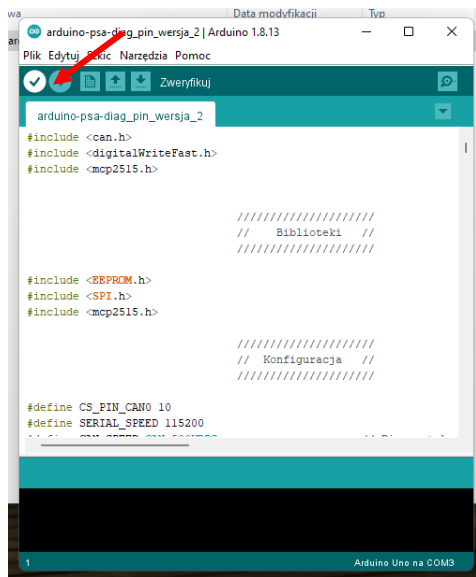 wa
Data modyfikacji
Typ
arduino-psa-diag_pin_wersja_2 | Arduino 1.8.13
Plik Edytuj Szkic Narzędzia Pomoc
Zweryfikuj
arduino-psa-diag_pin_wersja_2
#include <can.h>
#include <digitalWriteFast.h>
#include <mcp2515.h>
/////////////////////
// Biblioteki //
/////////////////////
#include <EEPROM.h>
#include <SPI.h>
#include <mcp2515.h>
/////////////////////
// Konfiguracja //
/////////////////////
#define CS_PIN_CAN0 10
#define SERIAL_SPEED 115200
1
Arduino Uno na COM3